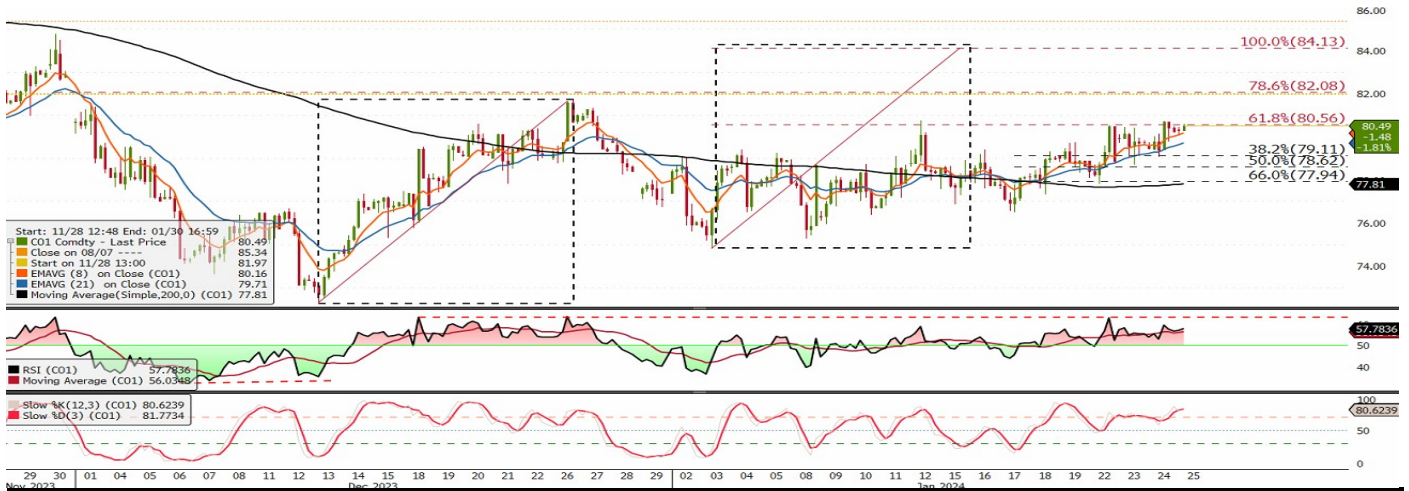 86.00
100.0%(84.13)
84.00
78.6%(82.08)
82.00
61.8%(80.56)
80.49
-1.48
-1.81%
38.2%(79.11)
50.0%(78.62)
66.0%(77.94)
77.81
76.00
74.00
Start: 11/28 12:48 End: 01/30 16:59
CO1 Comdty - Last Price 80.49
Close on 08/07 ---- 85.34
Start on 11/28 13:00 81.97
EMAVG (8) on Close (CO1) 80.16
EMAVG (21) on Close (CO1) 79.71
Moving Average(Simple,200,0) (CO1) 77.81
57.7836
50
40
RSI (CO1) 57.7836
Moving Average (CO1) 56.0348
100
80.6239
50
0
Slow %K(12,3) (CO1) 80.6239
Slow %D(3) (CO1) 81.7734
29 30 01 04 05 06 07 08 11 12 13 14 15 18 19 20 21 22 26 27 28 29 02 03 04 05 08 09 10 11 12 15 16 17 18 19 22 23 24 25
Nov 2023 Dec 2023 Jan 2024